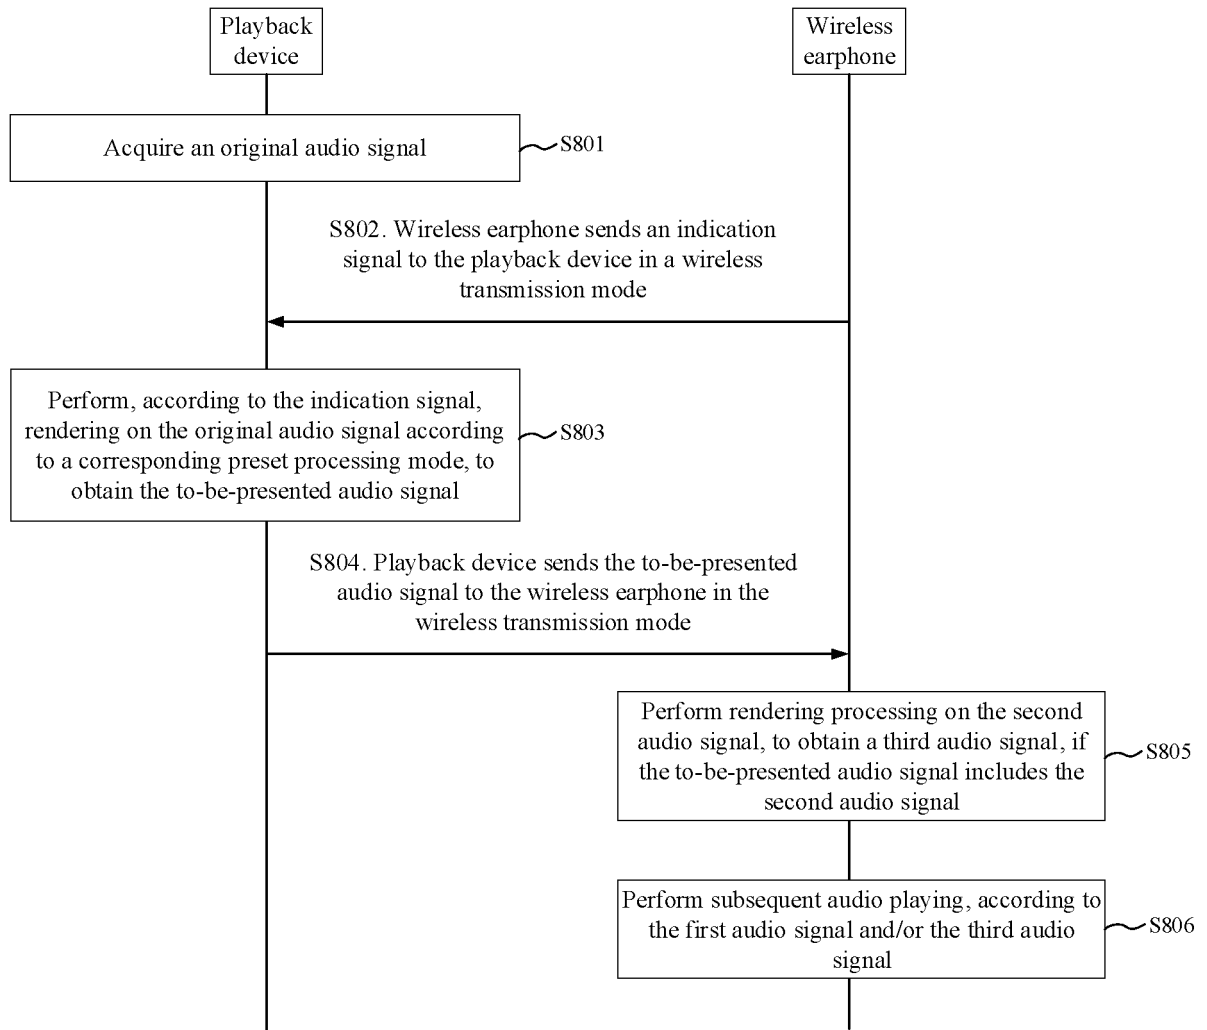 Playback
device
Wireless
earphone
Acquire an original audio signal
S801
S802. Wireless earphone sends an indication
signal to the playback device in a wireless
transmission mode
Perform, according to the indication signal,
rendering on the original audio signal according
to a corresponding preset processing mode, to
obtain the to-be-presented audio signal
S803
S804. Playback device sends the to-be-presented
audio signal to the wireless earphone in the
wireless transmission mode
Perform rendering processing on the second
audio signal, to obtain a third audio signal, if
the to-be-presented audio signal includes the
second audio signal
S805
Perform subsequent audio playing, according to
the first audio signal and/or the third audio
signal
S806